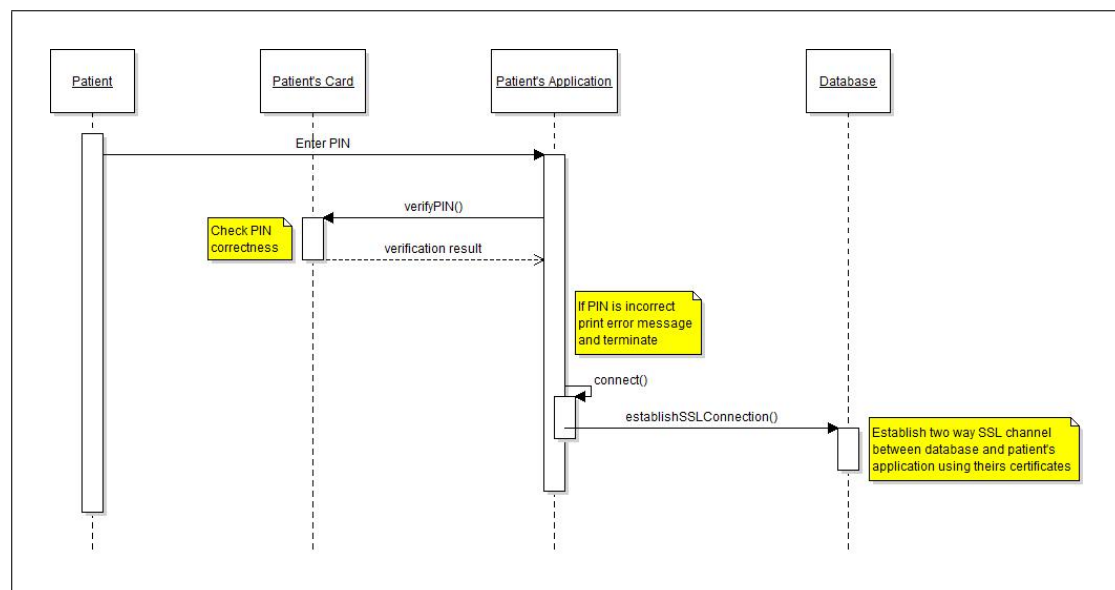 Patient
Patient's Card
Patient's Application
Database
Enter PIN
verifyPIN()
Check PIN
correctness
verification result
If PIN is incorrect
print error message
and terminate
connect()
establishSSLConnection()
Establish two way SSL channel
between database and patient's
application using theirs certificates